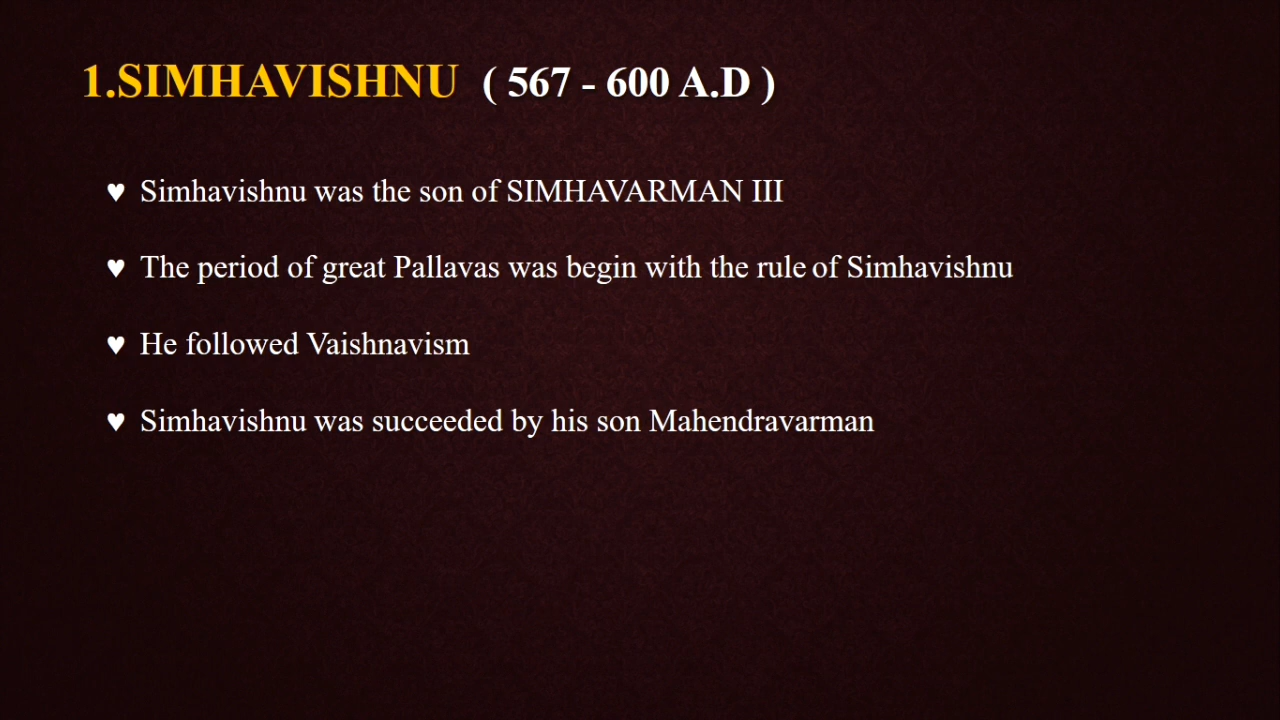 1.SIMHAVISHNU ( 567 - 600 A.D )
♥ Simhavishnu was the son of SIMHAVARMAN III
♥ The period of great Pallavas was begin with the rule of Simhavishnu
♥ He followed Vaishnavism
♥ Simhavishnu was succeeded by his son Mahendravarman